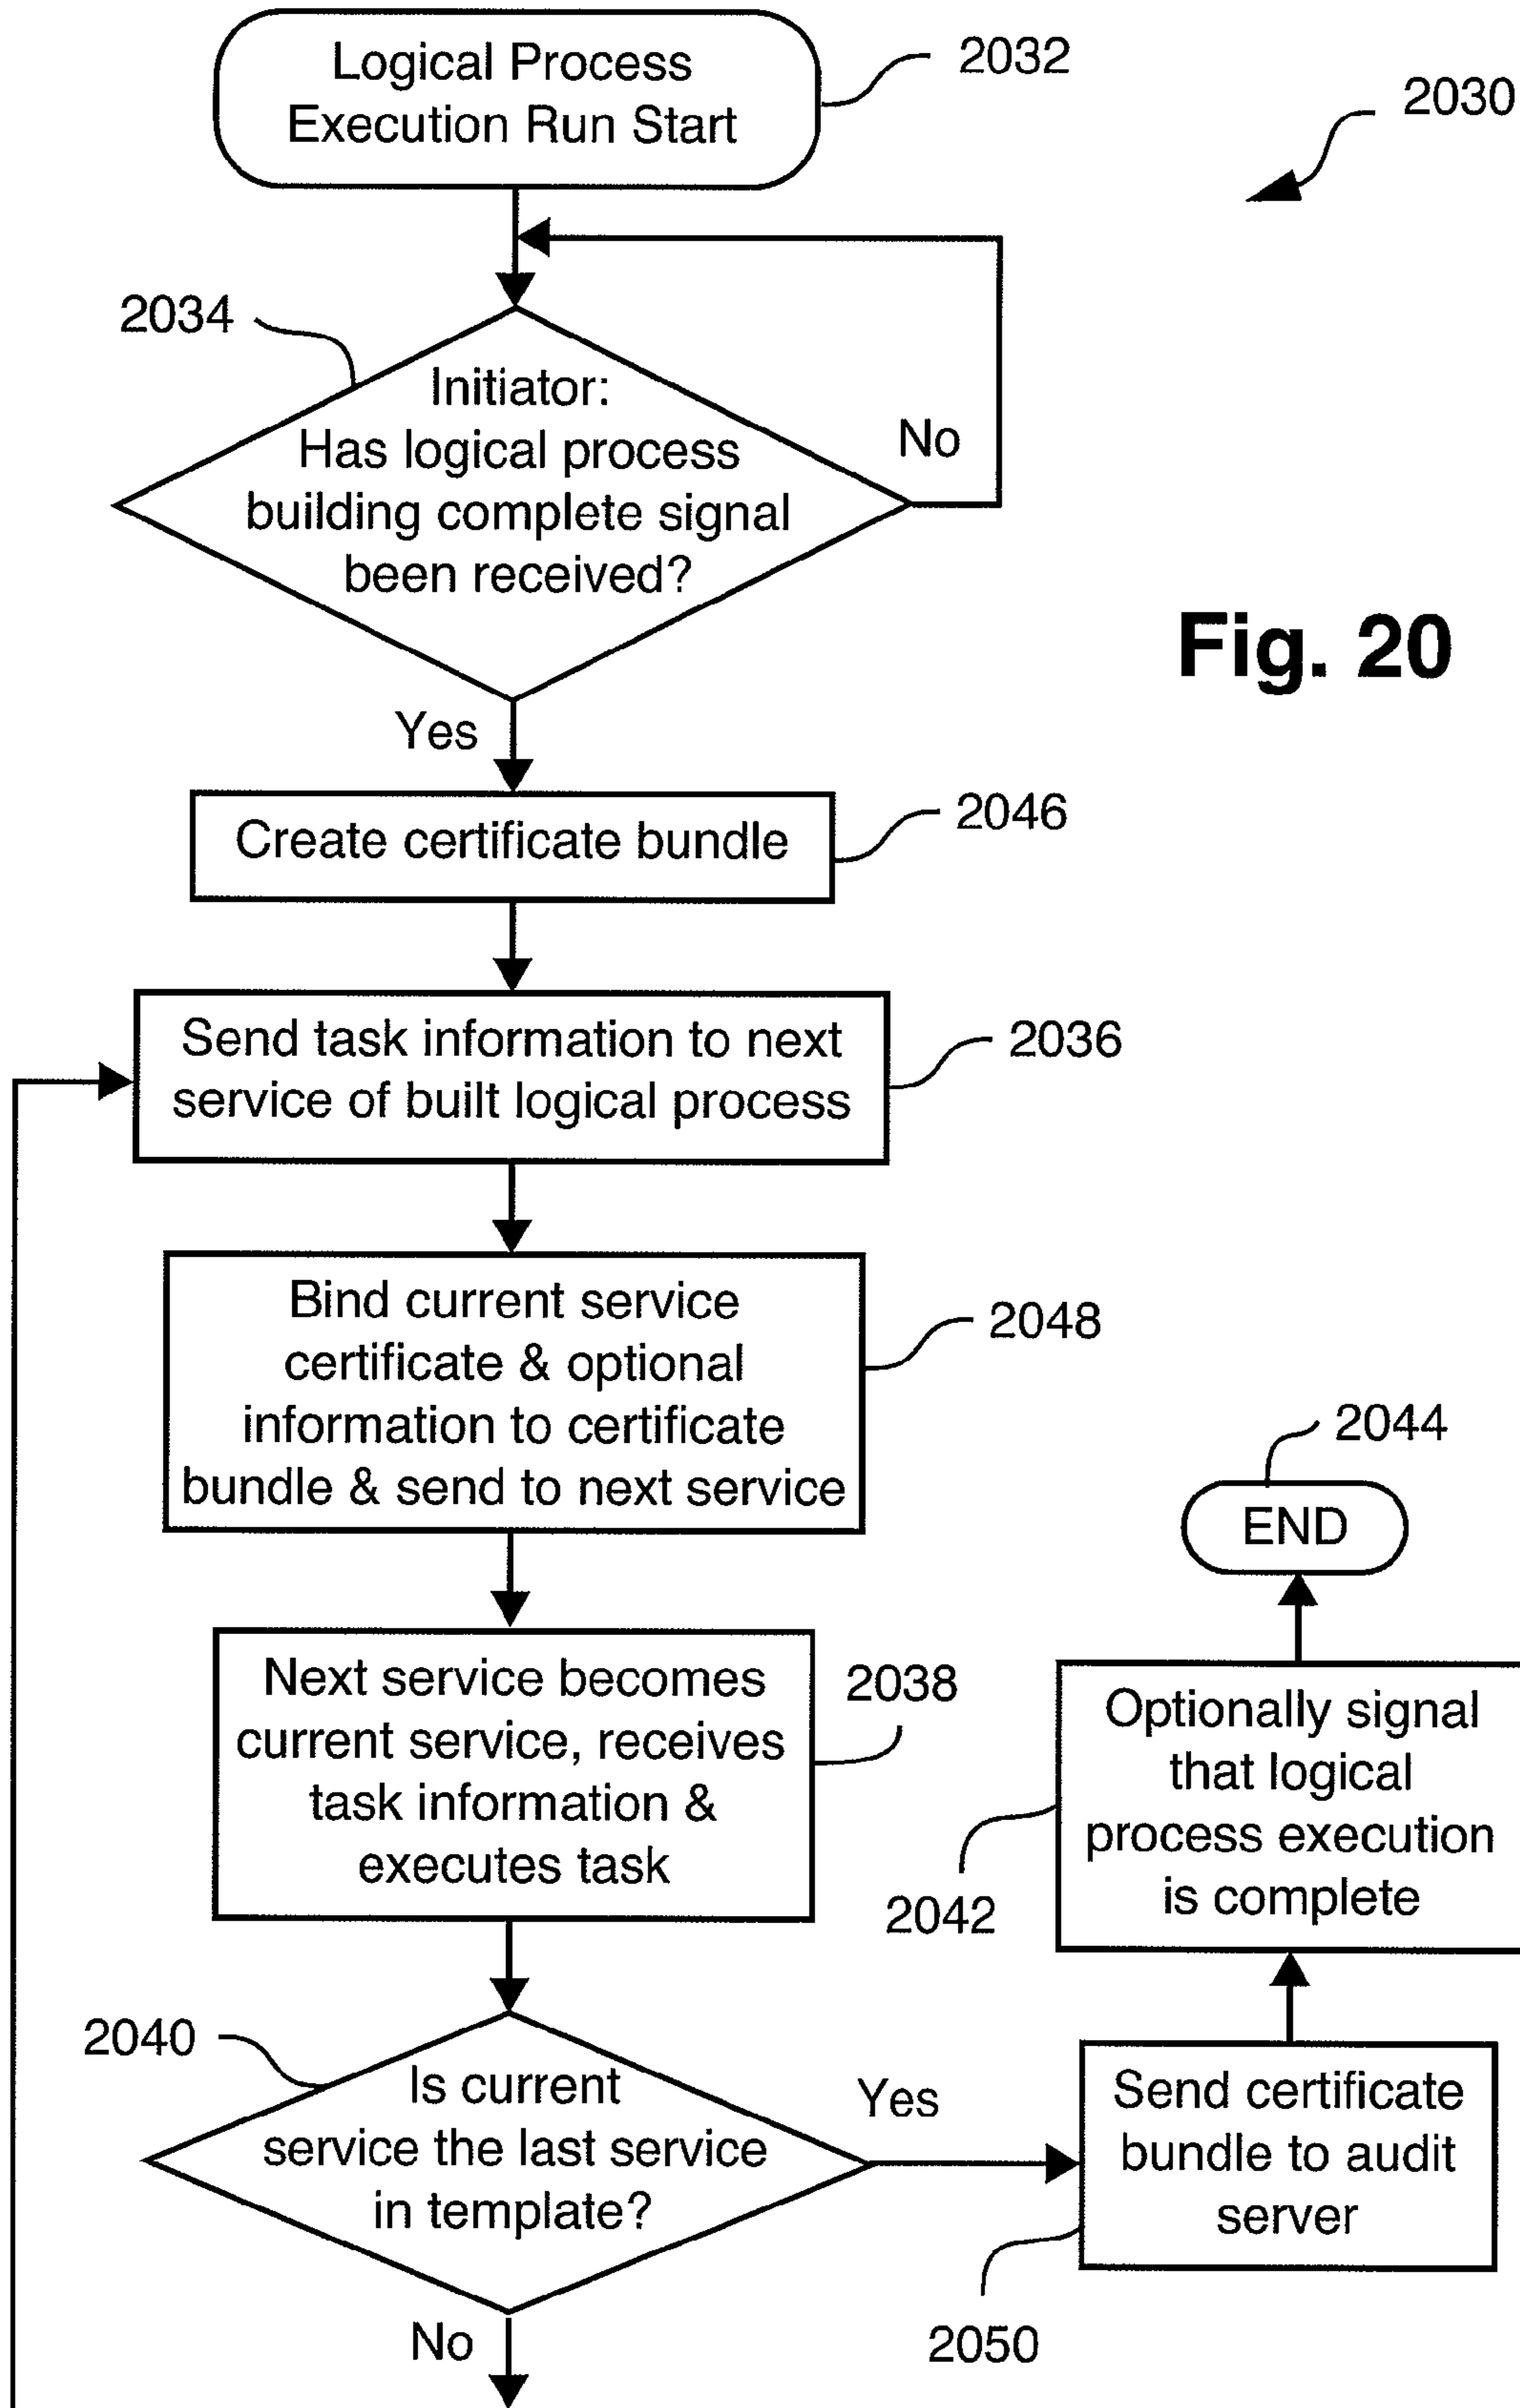 Logical Process
Execution Run Start
2032
2030
2034
Initiator:
Has logical process
building complete signal
been received?
No
Fig. 20
Yes
Create certificate bundle
2046
Send task information to next
service of built logical process
2036
Bind current service
certificate & optional
information to certificate
bundle & send to next service
2048
2044
END
Next service becomes
current service, receives
task information &
executes task
2038
Optionally signal
that logical
process execution
is complete
2042
2040
Is current
service the last service
in template?
Yes
Send certificate
bundle to audit
server
2050
No